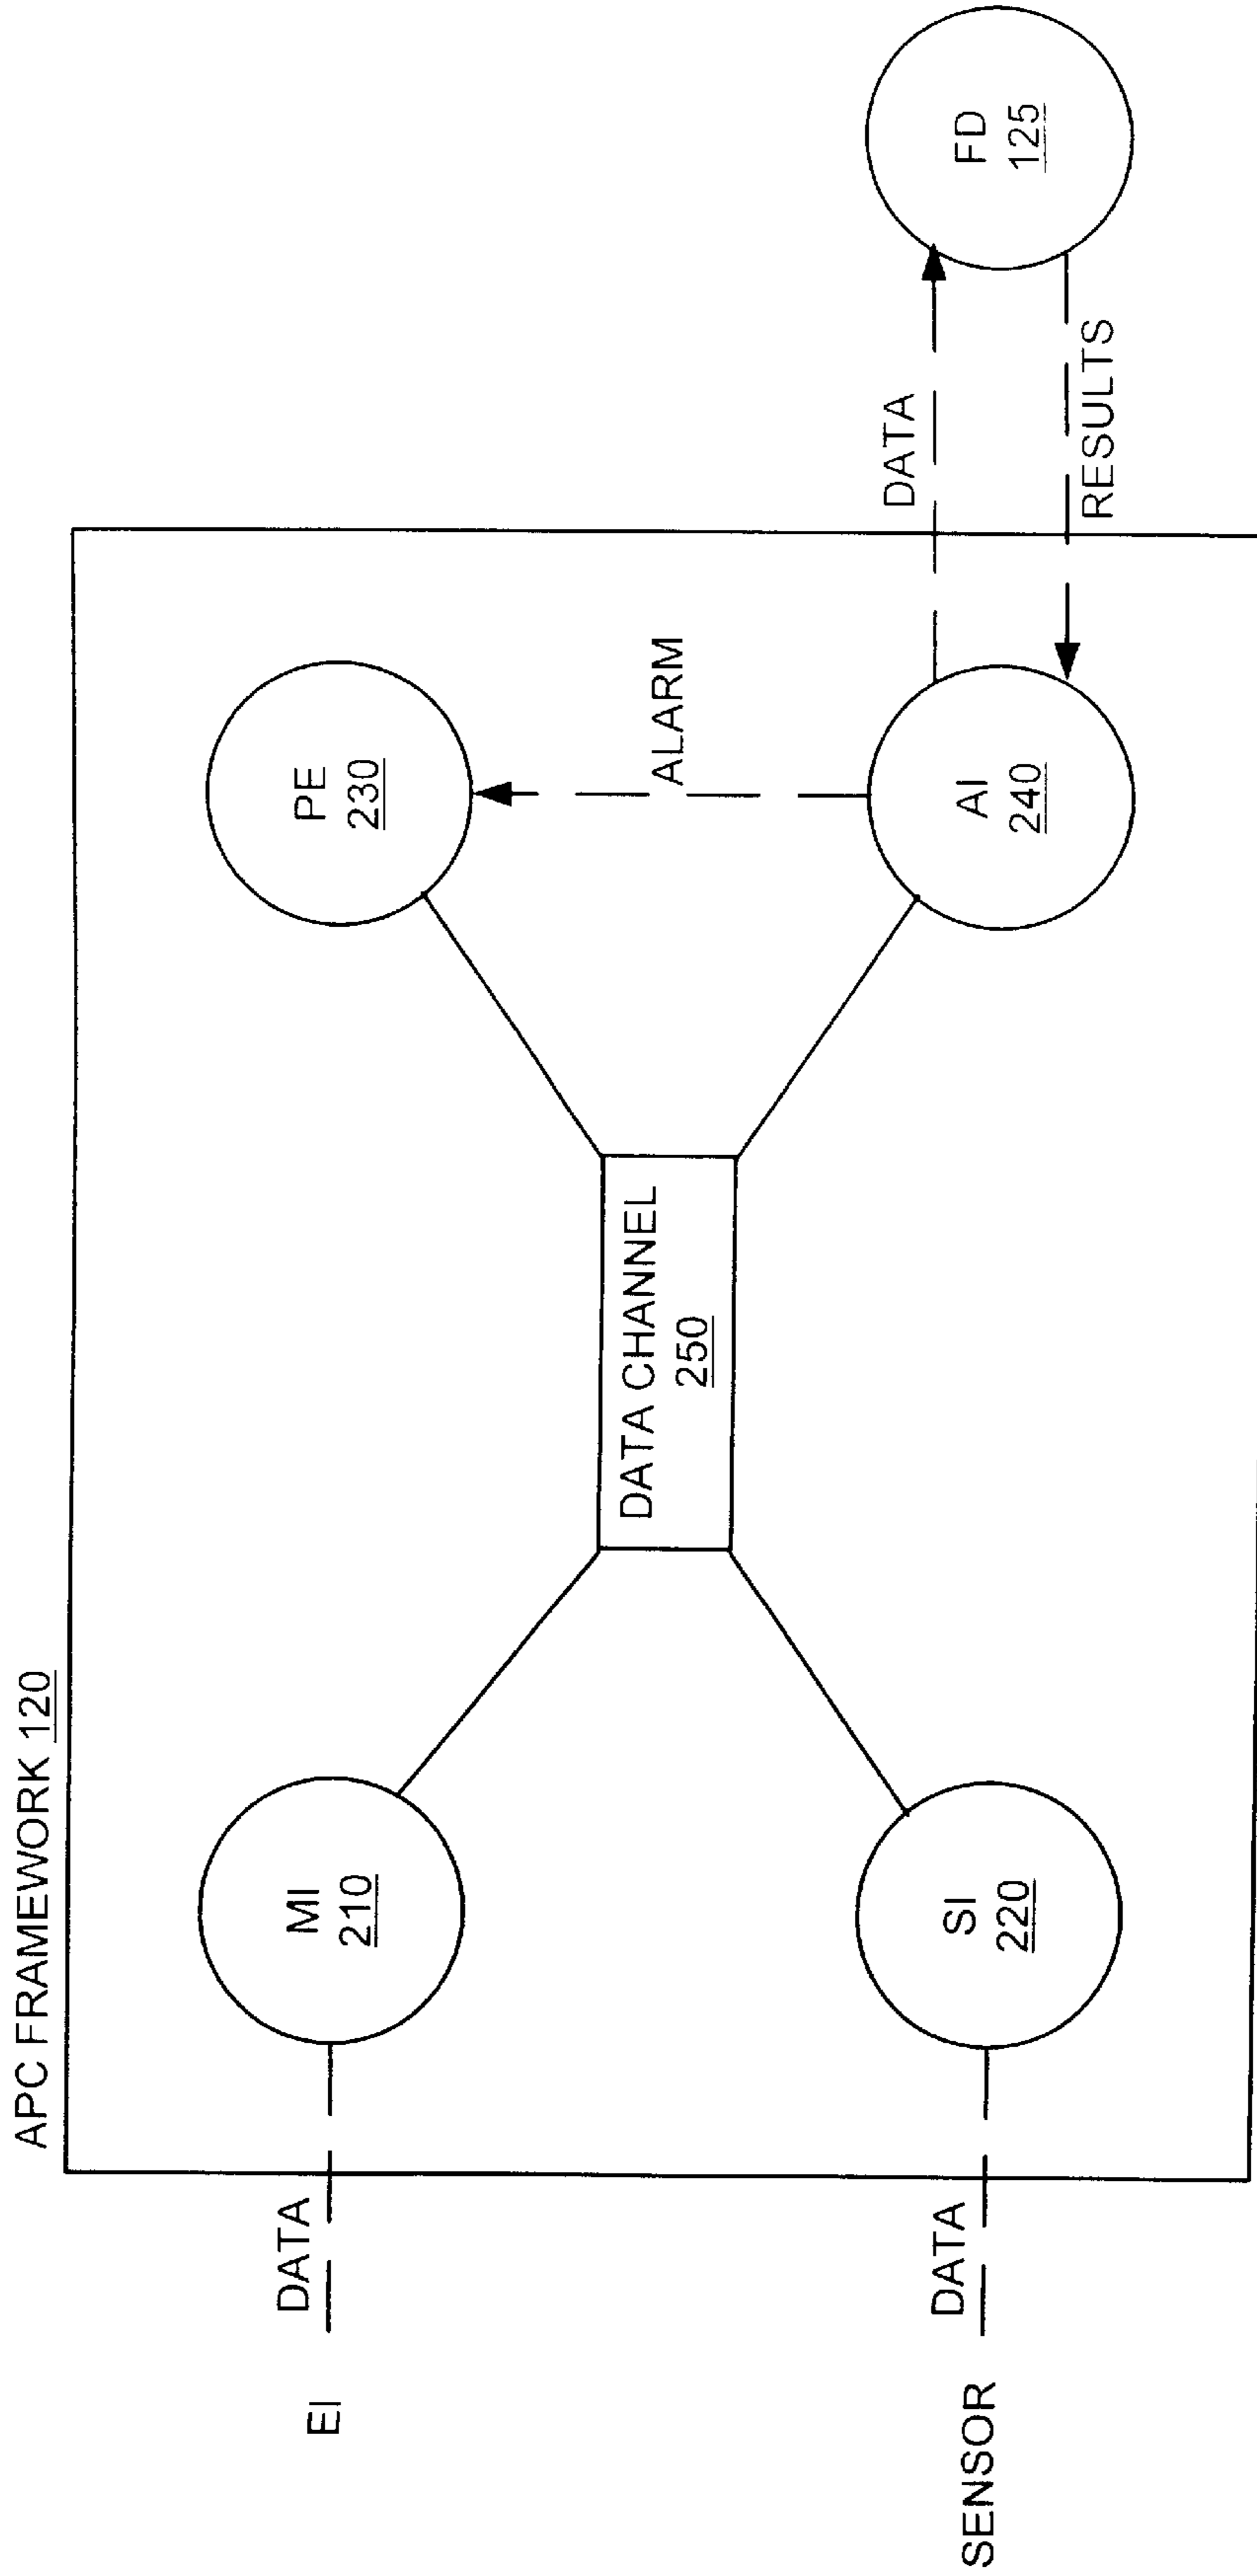 APC FRAMEWORK 120
EI
DATA
MI
210
PE
230
DATA CHANNEL
250
ALARM
SENSOR
DATA
SI
220
AI
240
DATA
RESULTS
FD
125